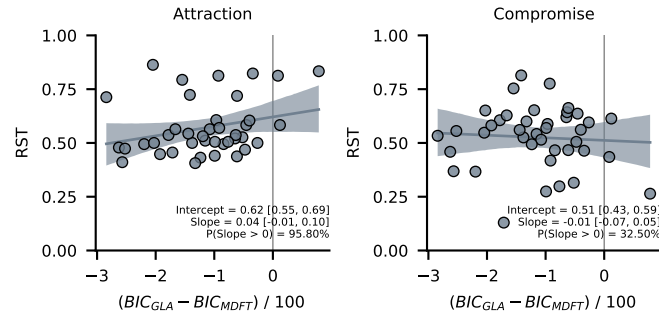 Attraction
RST
1.00
0.75
0.50
0.25
0.00
Intercept = 0.62 [0.55, 0.69]
Slope = 0.04 [-0.01, 0.10]
P(Slope > 0) = 95.80%
−3 −2 −1 0 1
(BIC_GLA − BIC_MDFT) / 100
Compromise
RST
1.00
0.75
0.50
0.25
0.00
Intercept = 0.51 [0.43, 0.59]
Slope = -0.01 [-0.07, 0.05]
P(Slope > 0) = 32.50%
−3 −2 −1 0 1
(BIC_GLA − BIC_MDFT) / 100